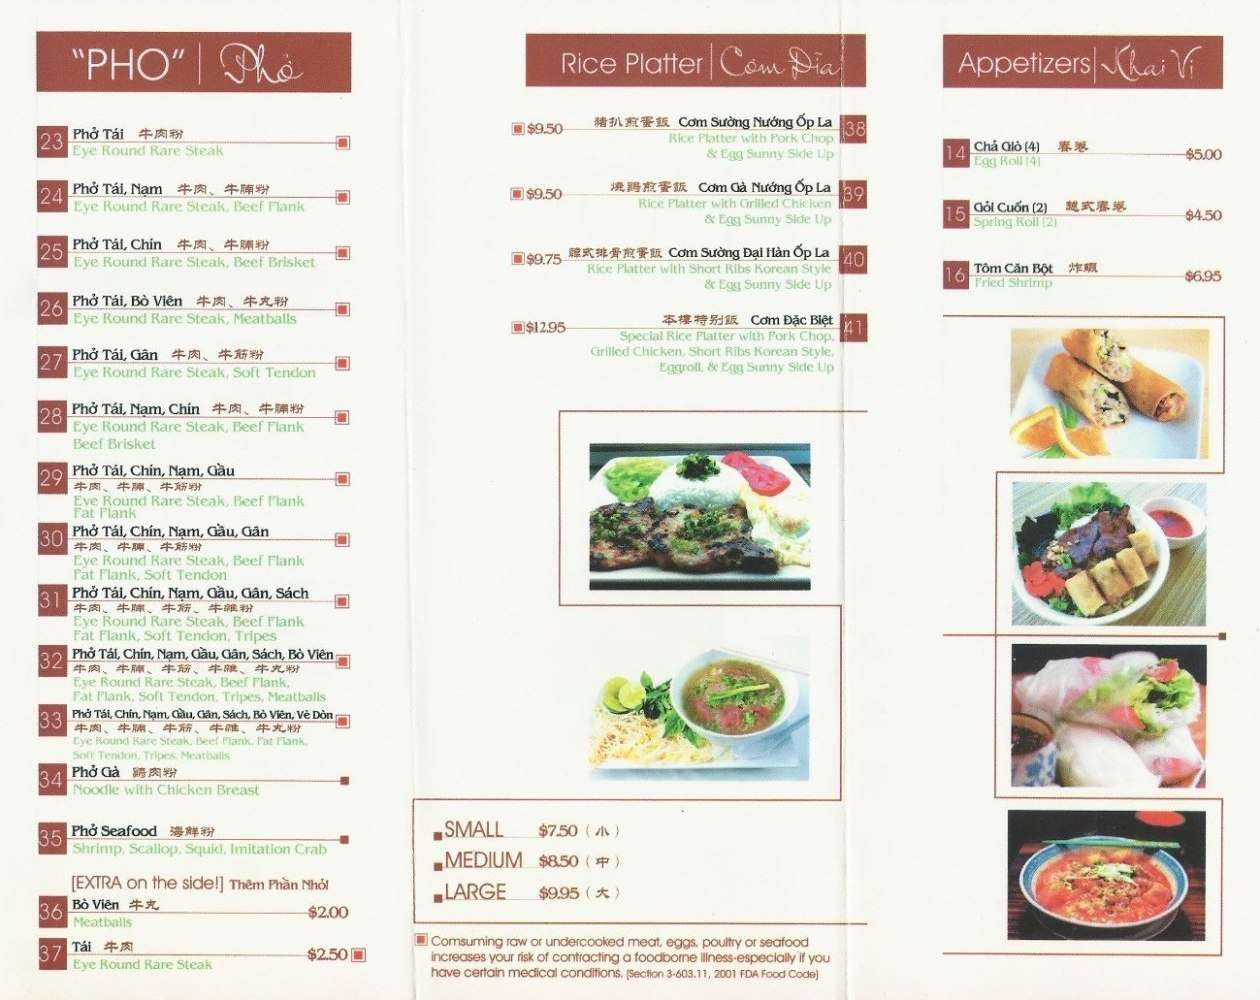 "PHO" | Phở
23 Phở Tái 牛肉粉
Eye Round Rare Steak
24 Phở Tái, Nạm 牛肉、牛腩粉
Eye Round Rare Steak, Beef Flank
25 Phở Tái, Chín 牛肉、牛腩粉
Eye Round Rare Steak, Beef Brisket
26 Phở Tái, Bò Viên 牛肉、牛丸粉
Eye Round Rare Steak, Meatballs
27 Phở Tái, Gân 牛肉、牛筋粉
Eye Round Rare Steak, Soft Tendon
28 Phở Tái, Nạm, Chín 牛肉、牛腩粉
Eye Round Rare Steak, Beef Flank
Beef Brisket
29 Phở Tái, Chín, Nạm, Gầu
牛肉、牛腩、牛筋粉
Eye Round Rare Steak, Beef Flank
Fat Flank
30 Phở Tái, Chín, Nạm, Gầu, Gân
牛肉、牛腩、牛筋粉
Eye Round Rare Steak, Beef Flank
Fat Flank, Soft Tendon
31 Phở Tái, Chín, Nạm, Gầu, Gân, Sách
牛肉、牛腩、牛筋、牛雜粉
Eye Round Rare Steak, Beef Flank
Fat Flank, Soft Tendon, Tripes
32 Phở Tái, Chín, Nạm, Gầu, Gân, Sách, Bò Viên
牛肉、牛腩、牛筋、牛雜、牛丸粉
Eye Round Rare Steak, Beef Flank,
Fat Flank, Soft Tendon, Tripes, Meatballs
33 Phở Tái, Chín, Nạm, Gầu, Gân, Sách, Bò Viên, Vè Dòn
牛肉、牛腩、牛筋、牛雜、牛丸粉
Eye Round Rare Steak, Beef Flank, Fat Flank,
Soft Tendon, Tripes, Meatballs
34 Phở Gà 鷄肉粉
Noodle with Chicken Breast
35 Phở Seafood 海鮮粉
Shrimp, Scallop, Squid, Imitation Crab
[EXTRA on the side!] Thêm Phần Nhỏ!
36 Bò Viên 牛丸 $2.00
Meatballs
37 Tái 牛肉 $2.50
Eye Round Rare Steak
Rice Platter | Cơm Dĩa
$9.50 豬扒煎蛋飯 Cơm Sường Nướng Ốp La 38
Rice Platter with Pork Chop
& Egg Sunny Side Up
$9.50 燒鷄煎蛋飯 Cơm Gà Nướng Ốp La 39
Rice Platter with Grilled Chicken
& Egg Sunny Side Up
$9.75 韓式排骨煎蛋飯 Cơm Sường Đại Hàn Ốp La 40
Rice Platter with Short Ribs Korean Style
& Egg Sunny Side Up
$12.95 本樓特别飯 Cơm Đặc Biệt 41
Special Rice Platter with Pork Chop,
Grilled Chicken, Short Ribs Korean Style,
Eggroll, & Egg Sunny Side Up
SMALL $7.50 (小)
MEDIUM $8.50 (中)
LARGE $9.95 (大)
Comsuming raw or undercooked meat, eggs, poultry or seafood
increases your risk of contracting a foodborne illness-especially if you
have certain medical conditions. [Section 3-603.11, 2001 FDA Food Code]
Appetizers | Khai Vị
14 Chả Giò (4) 春卷 $5.00
Egg Roll (4)
15 Gỏi Cuốn (2) 越式春卷 $4.50
Spring Roll (2)
16 Tôm Căn Bột 炸蝦 $6.95
Fried Shrimp